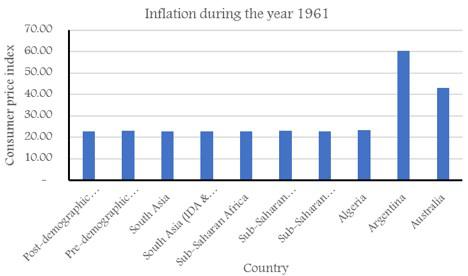 Inflation during the year 1961
Consumer price index
70.00
60.00
50.00
40.00
30.00
20.00
10.00
-
Post-demographic...
Pre-demographic...
South Asia
South Asia (IDA &...
Sub-Saharan Africa
Sub-Saharan...
Sub-Saharan...
Algeria
Argentina
Australia
Country